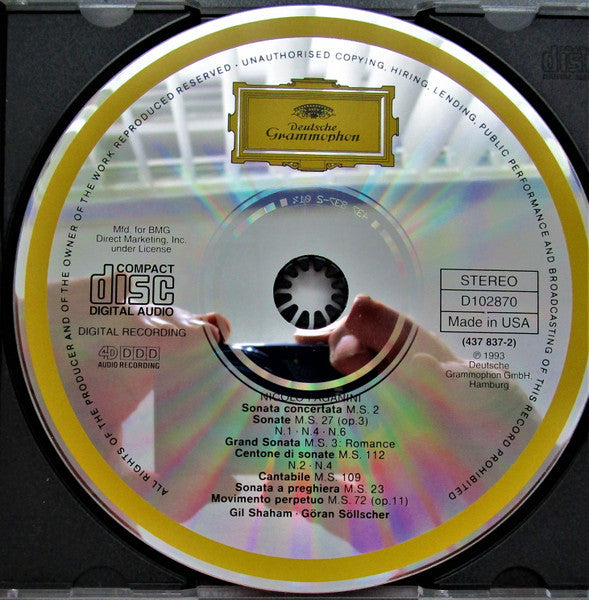 ALL RIGHTS OF THE PRODUCER AND OF THE OWNER OF THE WORK REPRODUCED RESERVED · UNAUTHORISED COPYING, HIRING, LENDING, PUBLIC PERFORMANCE AND BROADCASTING OF THIS RECORD PROHIBITED
Deutsche
Grammophon
Mfd. for BMG
Direct Marketing, Inc.
under License
COMPACT
disc
DIGITAL AUDIO
DIGITAL RECORDING
4D DDD
AUDIO RECORDING
STEREO
D102870
Made in USA
(437 837-2)
℗ 1993
Deutsche
Grammophon GmbH,
Hamburg
NICOLÒ PAGANINI
Sonata concertata M.S. 2
Sonate M.S. 27 (op.3)
N.1 · N.4 · N.6
Grand Sonata M.S. 3: Romance
Centone di sonate M.S. 112
N.2 · N.4
Cantabile M.S. 109
Sonata a preghiera M.S. 23
Movimento perpetuo M.S. 72 (op.11)
Gil Shaham · Göran Söllscher